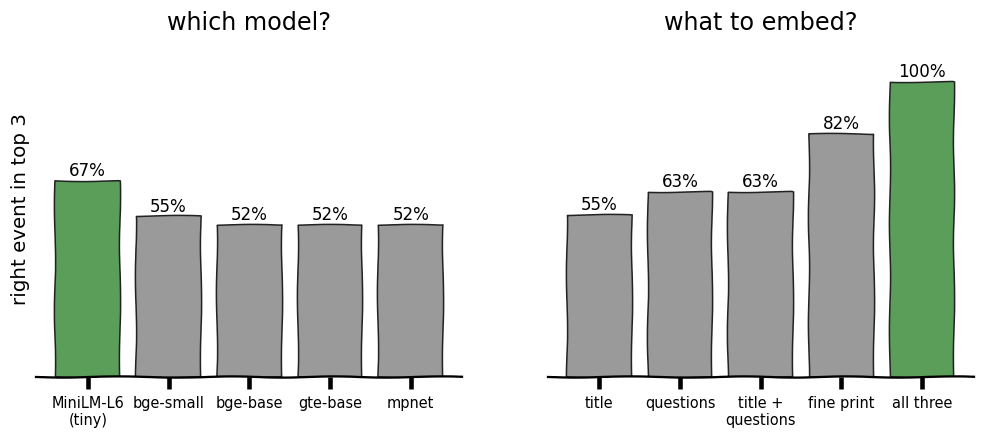 which model?
right event in top 3
67%
55%
52%
52%
52%
MiniLM-L6
(tiny)
bge-small
bge-base
gte-base
mpnet
what to embed?
55%
63%
63%
82%
100%
title
questions
title +
questions
fine print
all three